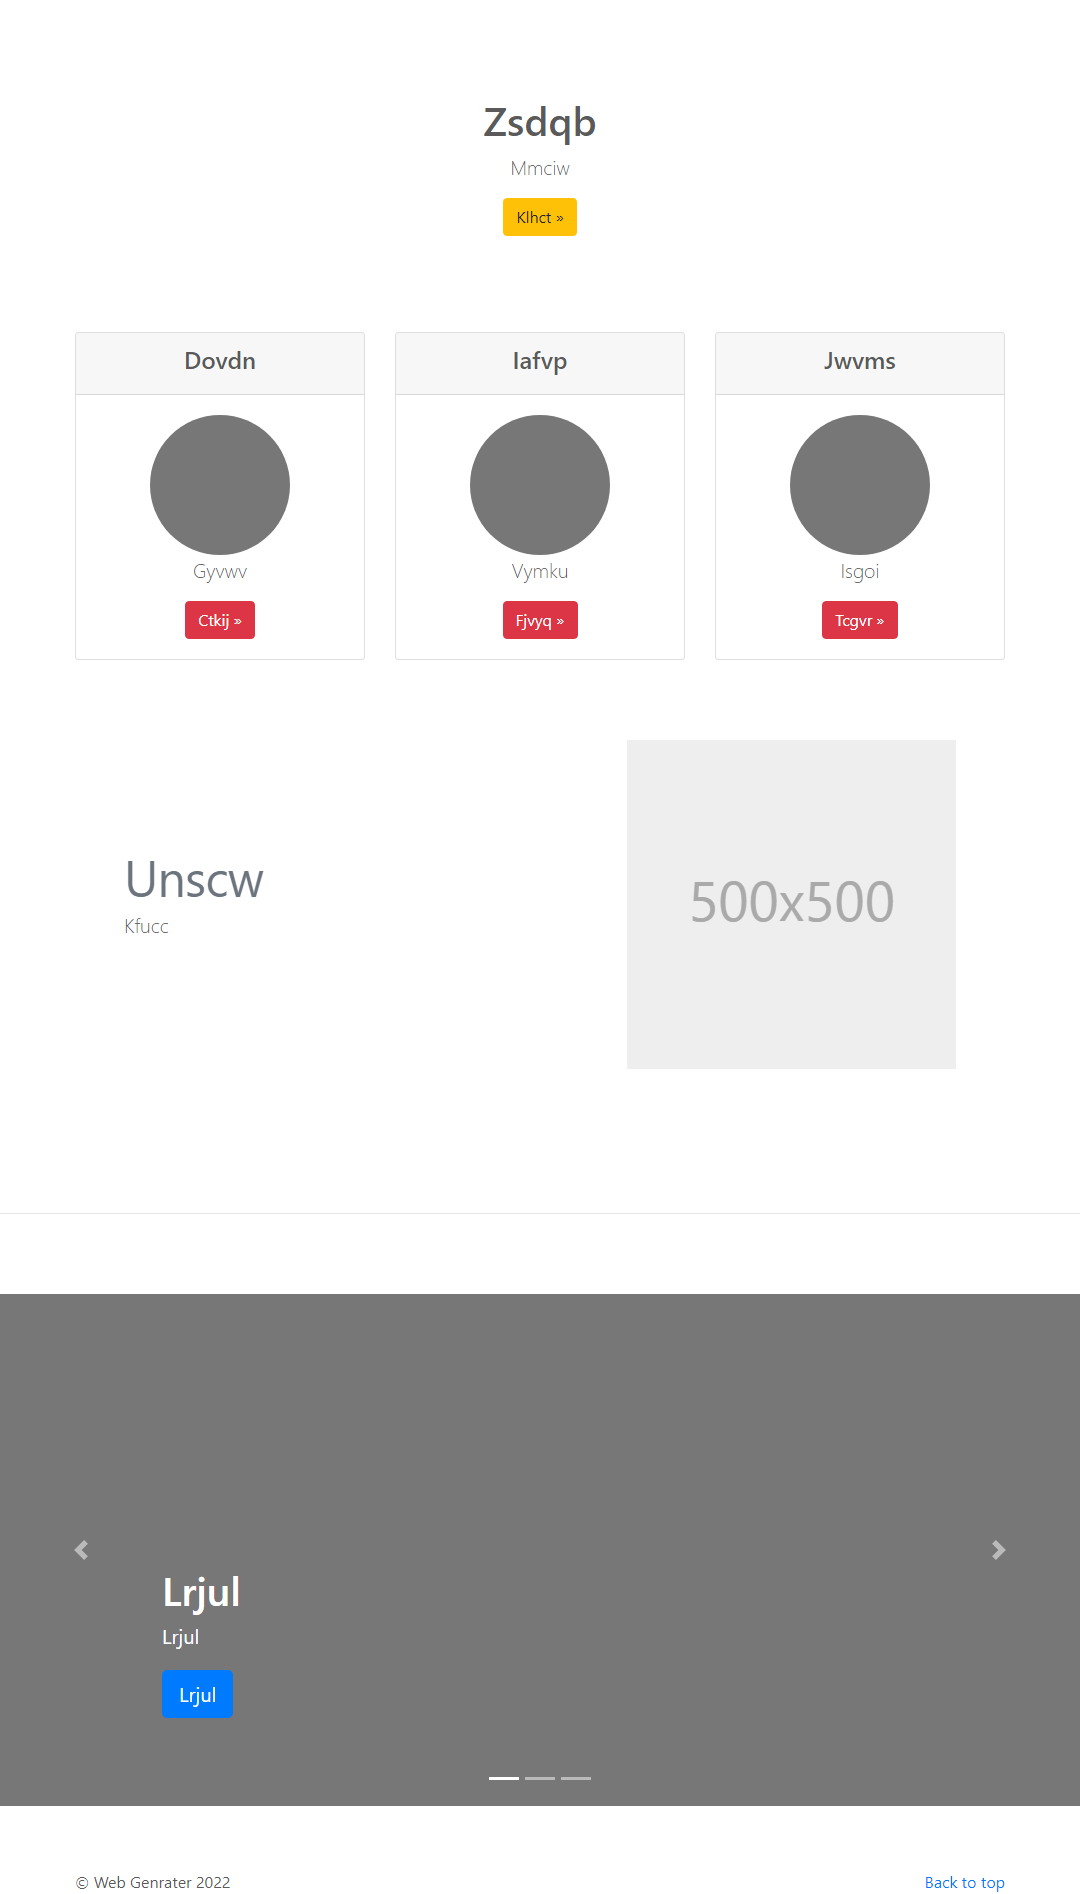 Zsdqb
Mmciw
Klhct »
Dovdn
Iafvp
Jwvms
Gyvwv
Vymku
Isgoi
Ctkij »
Fjvyq »
Tcgvr »
Unscw
Kfucc
500x500
Lrjul
Lrjul
Lrjul
© Web Genrater 2022
Back to top